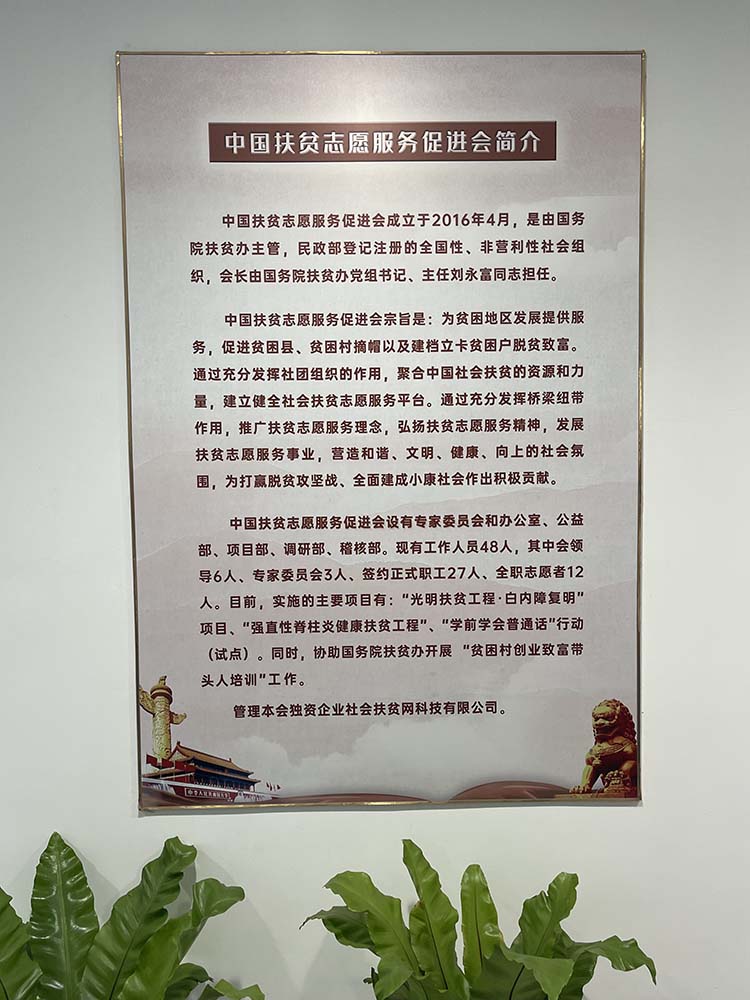 中国扶贫志愿服务促进会简介
中国扶贫志愿服务促进会成立于2016年4月，是由国务
院扶贫办主管，民政部登记注册的全国性、非营利性社会组
织，会长由国务院扶贫办党组书记、主任刘永富同志担任。
中国扶贫志愿服务促进会宗旨是：为贫困地区发展提供服
务，促进贫困县、贫困村摘帽以及建档立卡贫困户脱贫致富。
通过充分发挥社团组织的作用，聚合中国社会扶贫的资源和力
量，建立健全社会扶贫志愿服务平台。通过充分发挥桥梁纽带
作用，推广扶贫志愿服务理念，弘扬扶贫志愿服务精神，发展
扶贫志愿服务事业，营造和谐、文明、健康、向上的社会氛
围，为打赢脱贫攻坚战、全面建成小康社会作出积极贡献。
中国扶贫志愿服务促进会设有专家委员会和办公室、公益
部、项目部、调研部、稽核部。现有工作人员48人，其中会领
导6人、专家委员会3人、签约正式职工27人、全职志愿者12
人。目前，实施的主要项目有：“光明扶贫工程·白内障复明”
项目、“强直性脊柱炎健康扶贫工程”、“学前学会普通话”行动
（试点）。同时，协助国务院扶贫办开展 “贫困村创业致富带
头人培训”工作。
管理本会独资企业社会扶贫网科技有限公司。